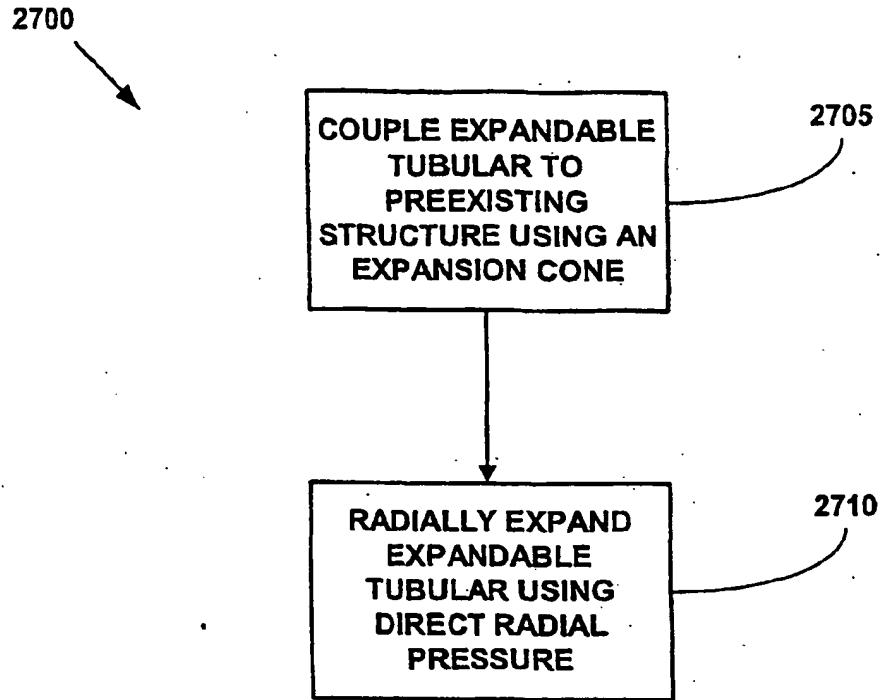 2700
COUPLE EXPANDABLE
TUBULAR TO
PREEXISTING
STRUCTURE USING AN
EXPANSION CONE
2705
RADIALLY EXPAND
EXPANDABLE
TUBULAR USING
DIRECT RADIAL
PRESSURE
2710